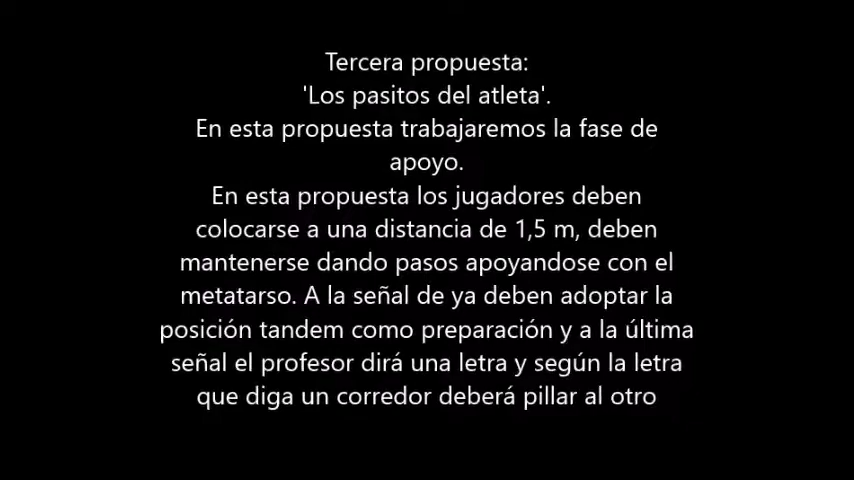 Tercera propuesta:
'Los pasitos del atleta'.
En esta propuesta trabajaremos la fase de
apoyo.
En esta propuesta los jugadores deben
colocarse a una distancia de 1,5 m, deben
mantenerse dando pasos apoyandose con el
metatarso. A la señal de ya deben adoptar la
posición tandem como preparación y a la última
señal el profesor dirá una letra y según la letra
que diga un corredor deberá pillar al otro